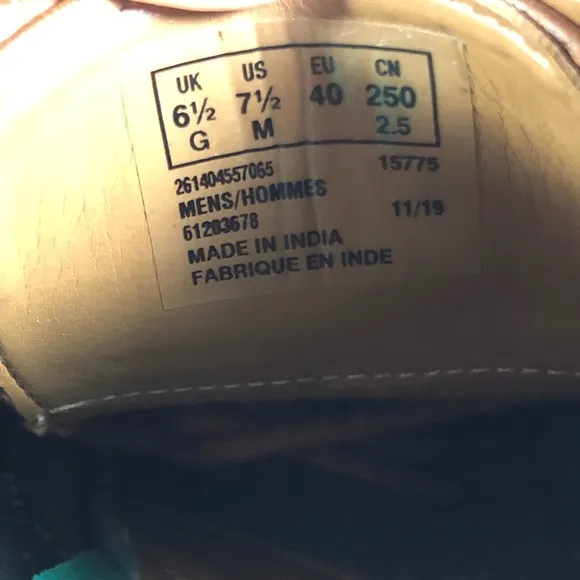 UK US EU CN
6½ 7½ 40 250
G M 2.5
261404557065 15775
MENS/HOMMES
61203678 11/19
MADE IN INDIA
FABRIQUE EN INDE